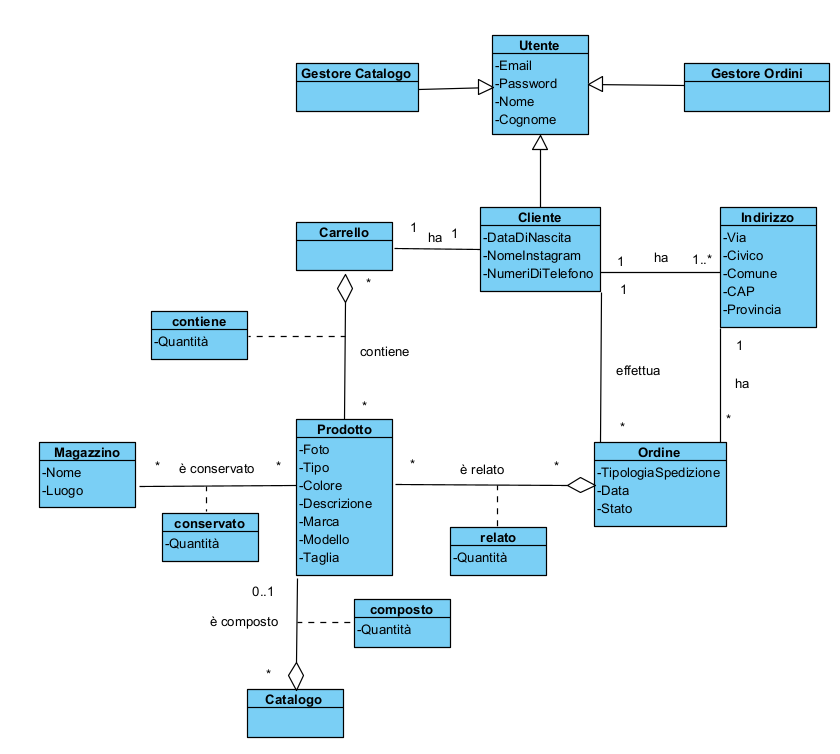 Utente
-Email
-Password
-Nome
-Cognome
Gestore Catalogo
Gestore Ordini
Carrello
1
ha
1
Cliente
-DataDiNascita
-NomeInstagram
-NumeriDiTelefono
1
ha
1..*
Indirizzo
-Via
-Civico
-Comune
-CAP
-Provincia
*
1
contiene
-Quantità
contiene
*
effettua
*
1
ha
*
Magazzino
-Nome
-Luogo
*
è conservato
*
conservato
-Quantità
Prodotto
-Foto
-Tipo
-Colore
-Descrizione
-Marca
-Modello
-Taglia
*
è relato
*
relato
-Quantità
Ordine
-TipologiaSpedizione
-Data
-Stato
0..1
è composto
*
composto
-Quantità
Catalogo